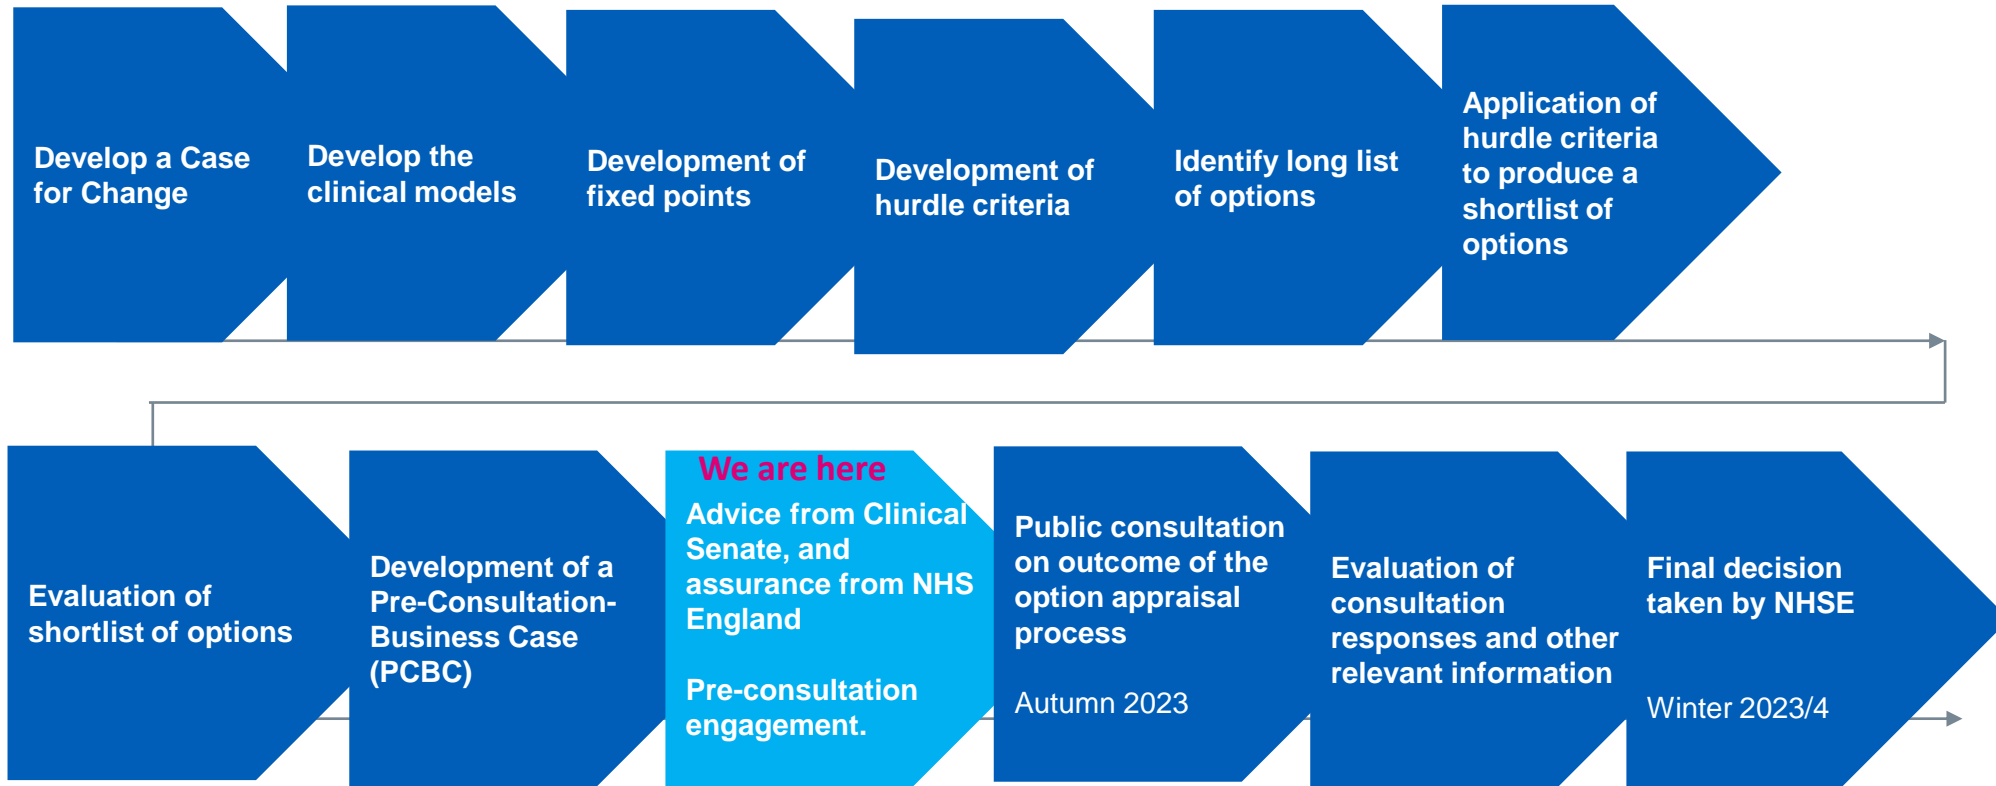 Develop a Case
for Change
Develop the
clinical models
Development of
fixed points
Development of
hurdle criteria
Identify long list
of options
Application of
hurdle criteria
to produce a
shortlist of
options
Evaluation of
shortlist of options
Development of a
Pre-Consultation-
Business Case
(PCBC)
We are here
Advice from Clinical
Senate, and
assurance from NHS
England
Pre-consultation
engagement.
Public consultation
on outcome of the
option appraisal
process
Autumn 2023
Evaluation of
consultation
responses and other
relevant information
Final decision
taken by NHSE
Winter 2023/4